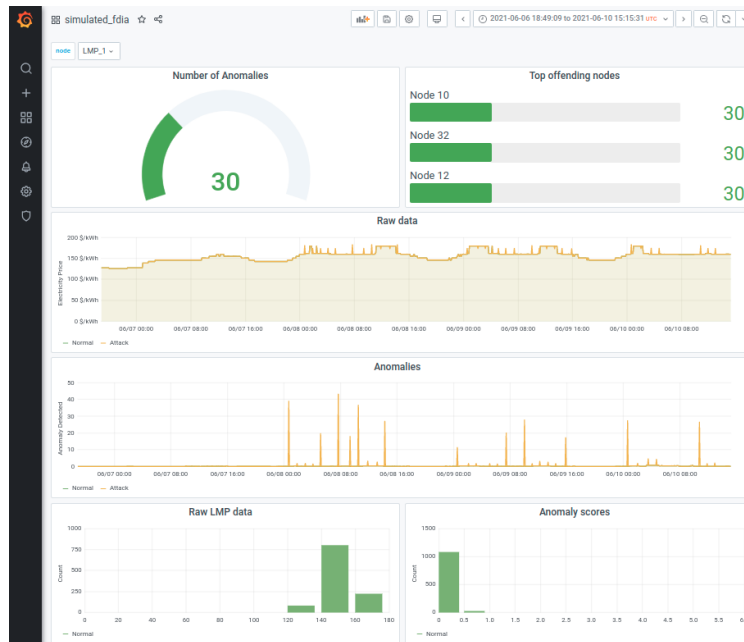 simulated_fdia
2021-06-06 18:49:09 to 2021-06-10 15:15:31 UTC
node LMP_1
Number of Anomalies
30
Top offending nodes
Node 10
30
Node 32
30
Node 12
30
Raw data
Electricity Price
200 $/kWh
150 $/kWh
100 $/kWh
50 $/kWh
0 $/kWh
06/07 00:00 06/07 08:00 06/07 16:00 06/08 00:00 06/08 08:00 06/08 16:00 06/09 00:00 06/09 08:00 06/09 16:00 06/10 00:00 06/10 08:00
Normal Attack
Anomalies
Anomaly Detected
50
40
30
20
10
0
06/07 00:00 06/07 08:00 06/07 16:00 06/08 00:00 06/08 08:00 06/08 16:00 06/09 00:00 06/09 08:00 06/09 16:00 06/10 00:00 06/10 08:00
Normal Attack
Raw LMP data
Count
1000
750
500
250
0
0 20 40 60 80 100 120 140 160 180
Normal
Anomaly scores
Count
1500
1000
500
0
0 0.5 1.0 1.5 2.0 2.5 3.0 3.5 4.0 4.5 5.0 5.5
Normal